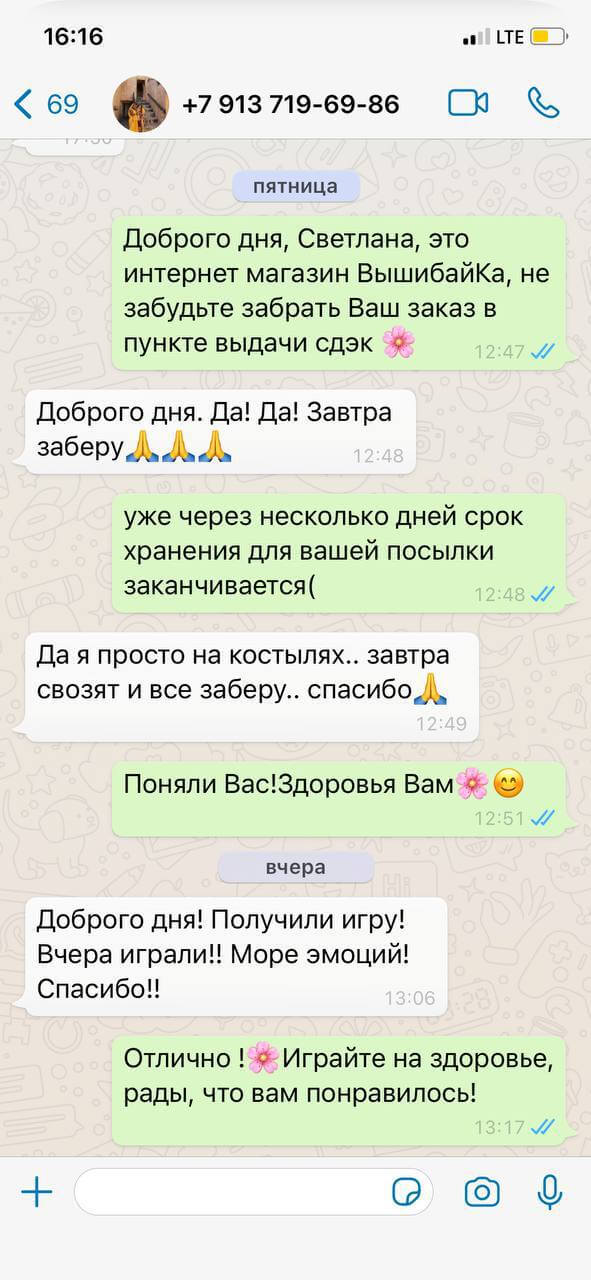 16:16
LTE
69
+7 913 719-69-86
пятница
Доброго дня, Светлана, это
интернет магазин ВышибайКа, не
забудьте забрать Ваш заказ в
пункте выдачи сдэк 🌸
12:47
Доброго дня. Да! Да! Завтра
заберу🙏🙏🙏
12:48
уже через несколько дней срок
хранения для вашей посылки
заканчивается(
12:48
Да я просто на костылях.. завтра
свозят и все заберу.. спасибо🙏
12:49
Поняли Вас!Здоровья Вам🌸😊
12:51
вчера
Доброго дня! Получили игру!
Вчера играли!! Море эмоций!
Спасибо!!
13:06
Отлично !🌸Играйте на здоровье,
рады, что вам понравилось!
13:17